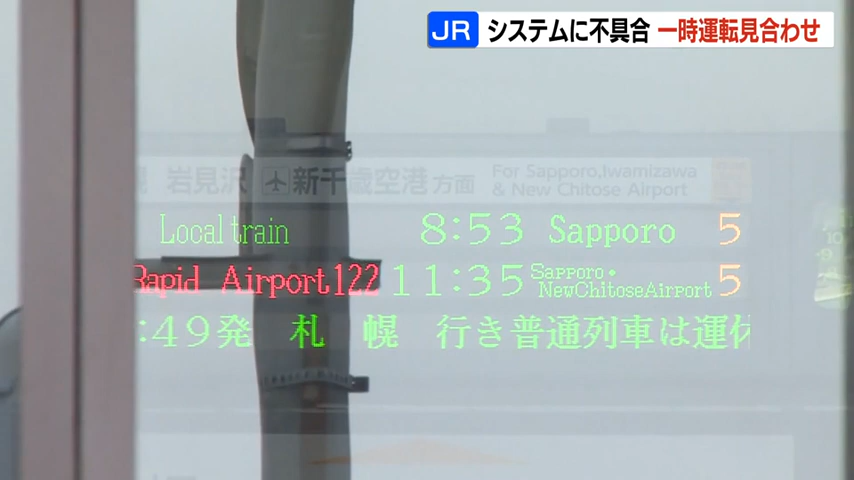 JR システムに不具合 一時運転見合わせ
幌 岩見沢 新千歳空港方面 For Sapporo,Iwamizawa & New Chitose Airport
Local train 8:53 Sapporo 5
Rapid Airport122 11:35 Sapporo・NewChitoseAirport 5
:49発 札 幌 行き普通列車は運休